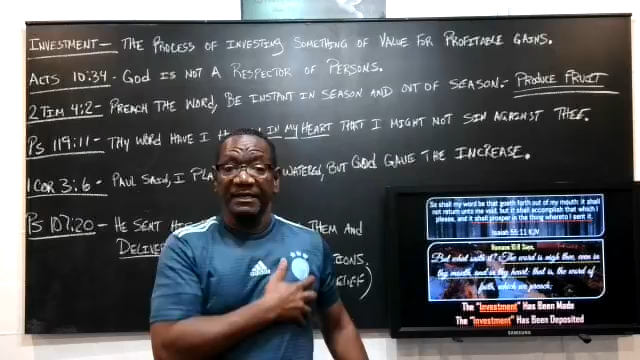 INVESTMENT — THE PROCESS OF INVESTING SOMETHING OF VALUE FOR PROFITABLE GAINS.
ACTS 10:34 - GOD IS NOT A RESPECTOR OF PERSONS.
2 TIM 4:2 - PREACH THE WORD, BE INSTANT IN SEASON AND OUT OF SEASON. - PRODUCE FRUIT
PS 119:11 - THY WORD HAVE I IN MY HEART THAT I MIGHT NOT SIN AGAINST THEE.
1 COR 3:6 - PAUL SAID, I WATERED, BUT GOD GAVE THE INCREASE.
PS 107:20 - HE SENT HIS THEM AND
DELIVER TIONS.
So shall my word be that goeth forth out of my mouth: it shall
not return unto me void, but it shall accomplish that which I
please, and it shall prosper in the thing whereto I sent it.
Isaiah 55:11 KJV
Romans 10:8 Says,
But what saith it? The word is nigh thee, even in
thy mouth, and in thy heart: that is, the word of
faith, which we preach;
The "Investment" Has Been Made
The "Investment" Has Been Deposited
SAMSUNG
adidas